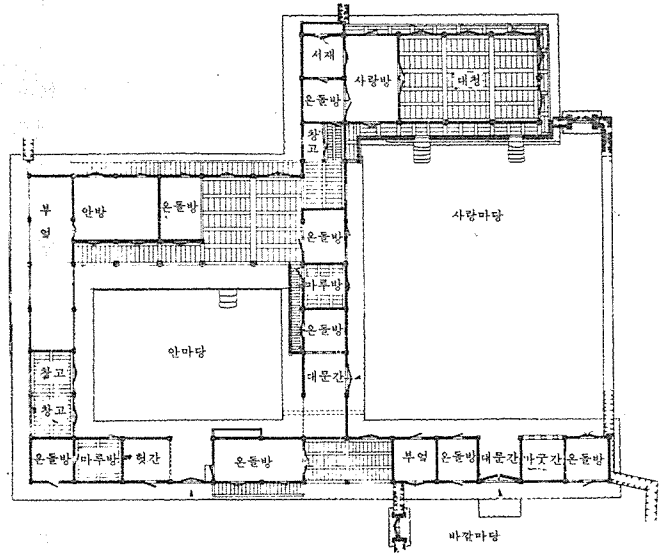 서재
사랑방
대청
온돌방
창고
부엌
안방
온돌방
온돌방
사랑마당
마루방
온돌방
안마당
대문간
창고
창고
온돌방
마루방
헛간
온돌방
부엌
온돌방
대문간
마굿간
온돌방
바깥마당